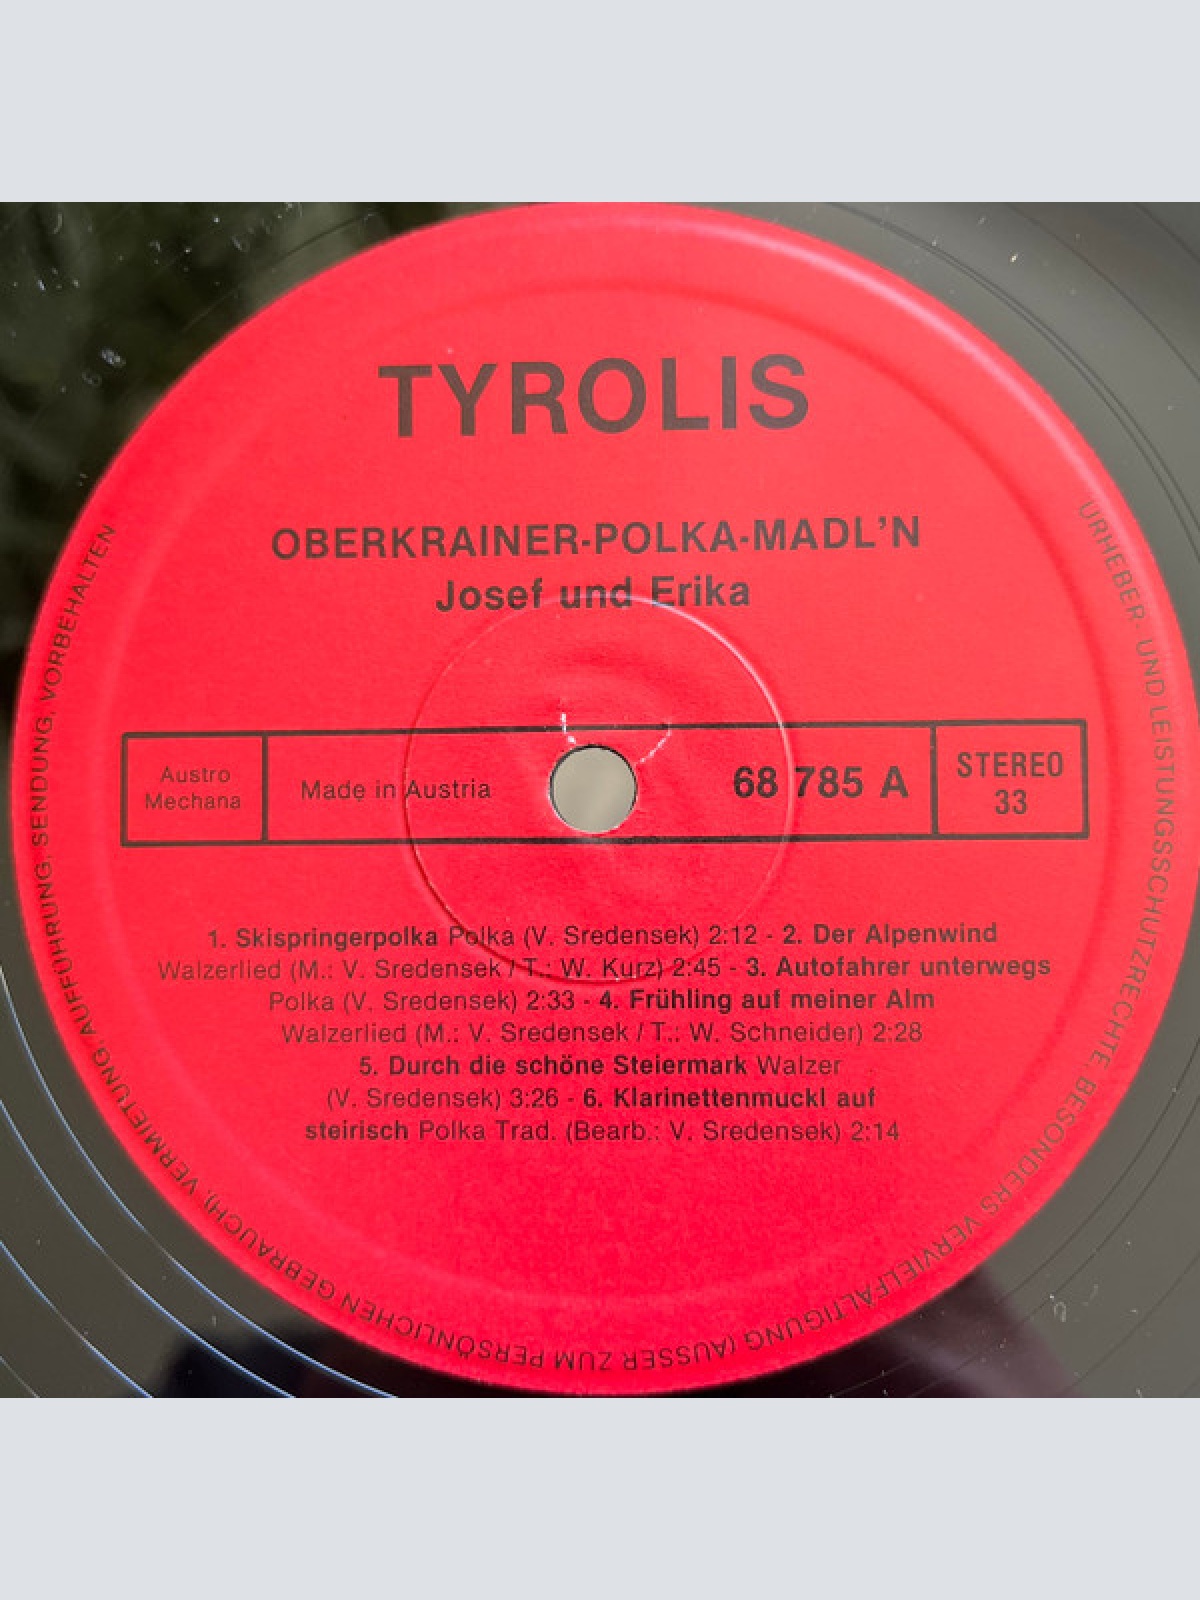 TYROLIS
OBERKRAINER-POLKA-MADL'N
Josef und Erika
Austro
Mechana
Made in Austria
68 785 A
STEREO
33
1. Skispringerpolka Polka (V. Sredensek) 2:12 - 2. Der Alpenwind
Walzerlied (M.: V. Sredensek / T.: W. Kurz) 2:45 - 3. Autofahrer unterwegs
Polka (V. Sredensek) 2:33 - 4. Frühling auf meiner Alm
Walzerlied (M.: V. Sredensek / T.: W. Schneider) 2:28
5. Durch die schöne Steiermark Walzer
(V. Sredensek) 3:26 - 6. Klarinettenmuckl auf
steirisch Polka Trad. (Bearb.: V. Sredensek) 2:14
URHEBER- UND LEISTUNGSSCHUTZRECHTE, BESONDERS VERVIELFÄLTIGUNG (AUSSER ZUM PERSÖNLICHEN GEBRAUCH), VERMIETUNG, AUFFÜHRUNG, SENDUNG, VORBEHALTEN